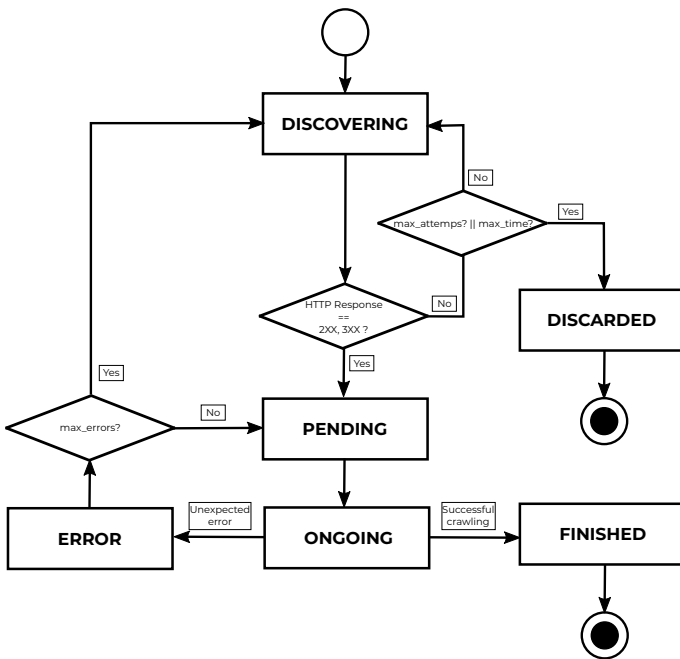 DISCOVERING
No
max_attemps? || max_time?
Yes
HTTP Response
==
2XX, 3XX ?
No
DISCARDED
Yes
Yes
max_errors?
No
PENDING
Unexpected
error
Successful
crawling
ERROR
ONGOING
FINISHED